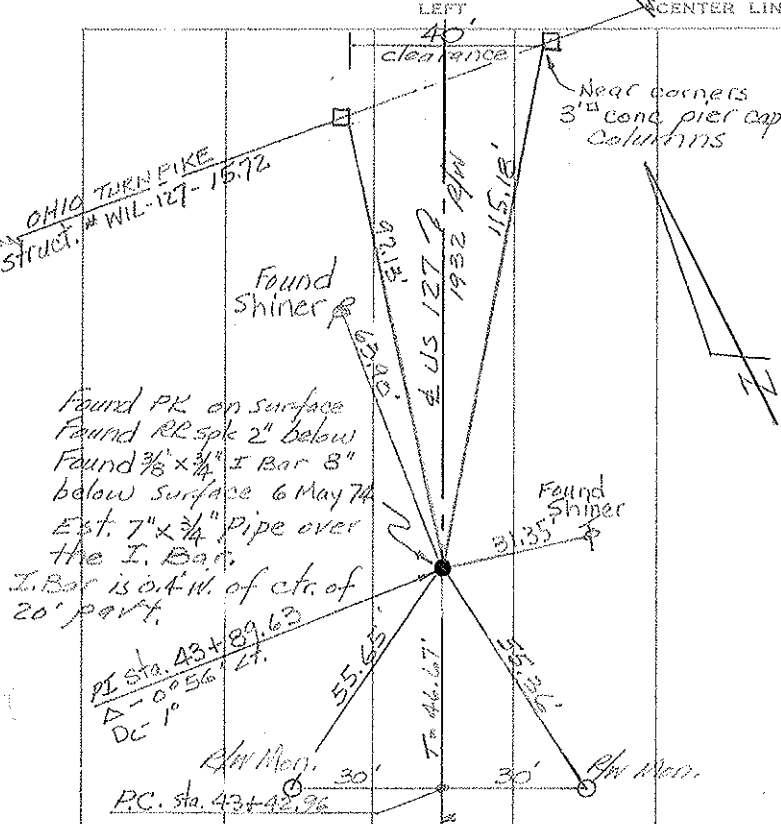 LEFT
CENTER LIN
40'
clearance
Near corners
3'□ conc pier cap
Columns
OHIO TURNPIKE
Struct. # WIL-127-15.72
92.13'
115.18'
℄ US 127
1932 R/W
Found
Shiner
63.90'
Found PK on surface
Found RR spk 2" below
Found 3/8 x 3/4" I Bar 8"
below surface 6 May 74
Est. 7" x 3/4" Pipe over
the I. Bar.
I. Bar is 0.4' W. of ctr. of
20' pav't.
Found
Shiner
31.35'
N
PI sta. 43+89.63
Δ - 0°56' Lt.
Dc - 1°
55.65'
T = 46.67'
55.36'
R/W Mon.
30'
30'
R/W Mon.
P.C. sta. 43+42.96